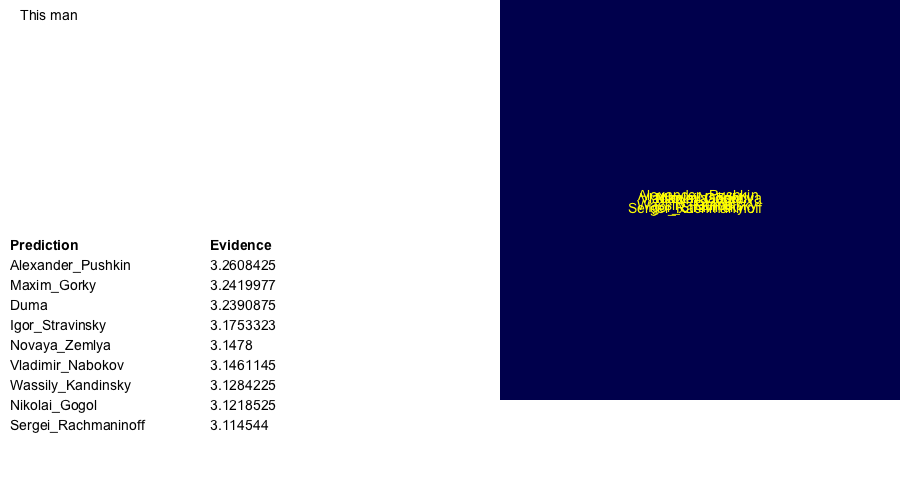 This man
Prediction Evidence
Alexander_Pushkin 3.2608425
Maxim_Gorky 3.2419977
Duma 3.2390875
Igor_Stravinsky 3.1753323
Novaya_Zemlya 3.1478
Vladimir_Nabokov 3.1461145
Wassily_Kandinsky 3.1284225
Nikolai_Gogol 3.1218525
Sergei_Rachmaninoff 3.114544
Alexander_Pushkin
Sergei_Rachmaninoff